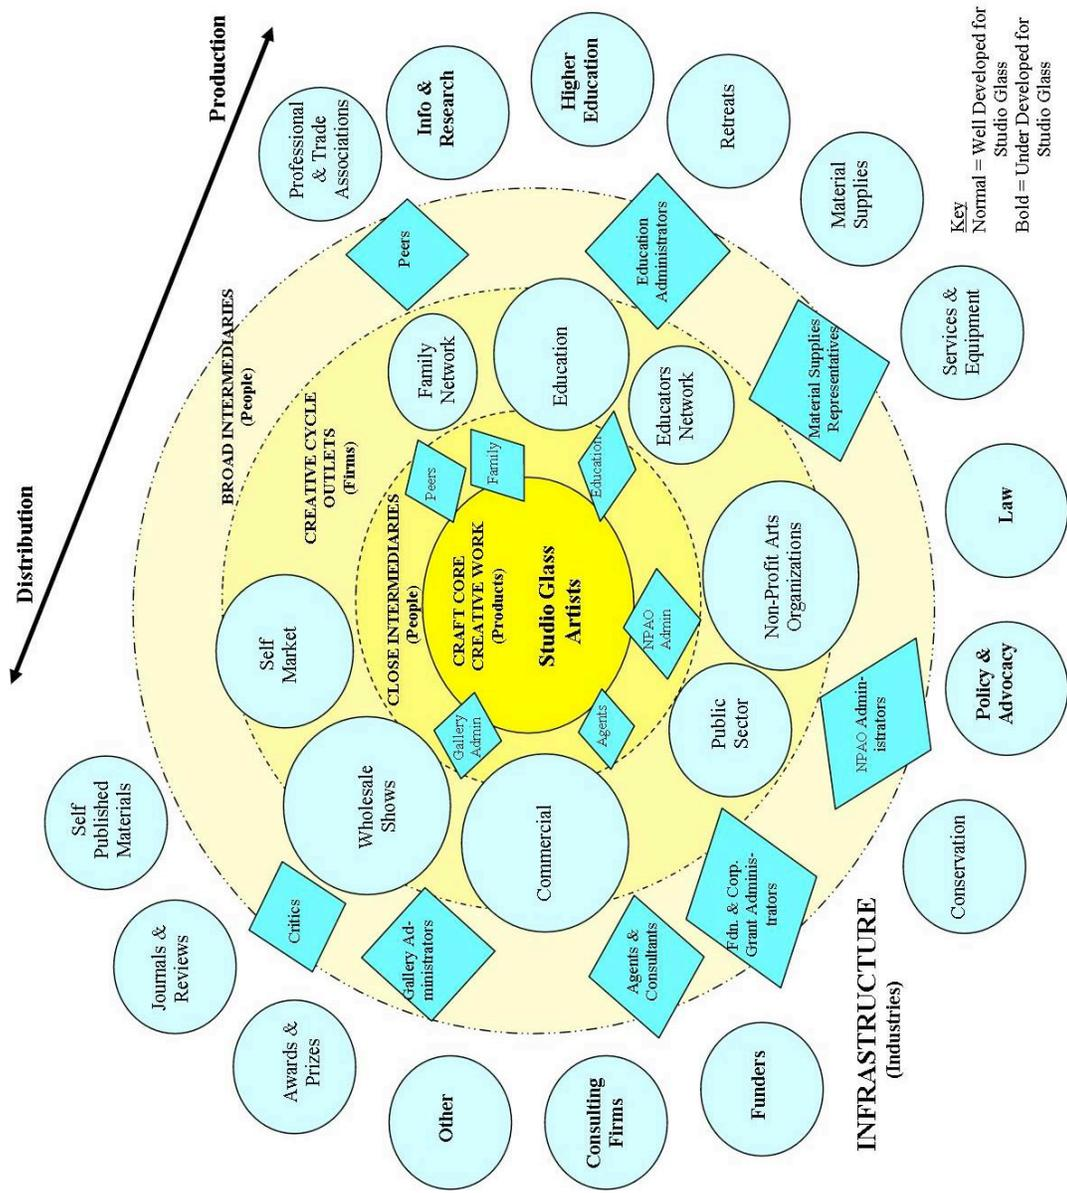 Distribution
Production
BROAD INTERMEDIARIES
(People)
CREATIVE CYCLE
OUTLETS
(Firms)
CLOSE INTERMEDIARIES
(People)
CRAFT CORE
CREATIVE WORK
(Products)
Studio Glass
Artists
Gallery
Admin
Peers
Family
Education
NPAO
Admin
Agents
Self
Market
Wholesale
Shows
Commercial
Public
Sector
Non-Profit Arts
Organizations
Educators
Network
Education
Family
Network
Critics
Gallery Ad-
ministrators
Agents &
Consultants
Fdn. & Corp.
Grant Adminis-
trators
NPAO Admin-
istrators
Material Supplies
Representatives
Education
Administrators
Peers
Self
Published
Materials
Journals &
Reviews
Awards &
Prizes
Other
Consulting
Firms
Funders
INFRASTRUCTURE
(Industries)
Conservation
Policy &
Advocacy
Law
Services &
Equipment
Material
Supplies
Retreats
Higher
Education
Info &
Research
Professional
& Trade
Associations
Key
Normal = Well Developed for
Studio Glass
Bold = Under Developed for
Studio Glass